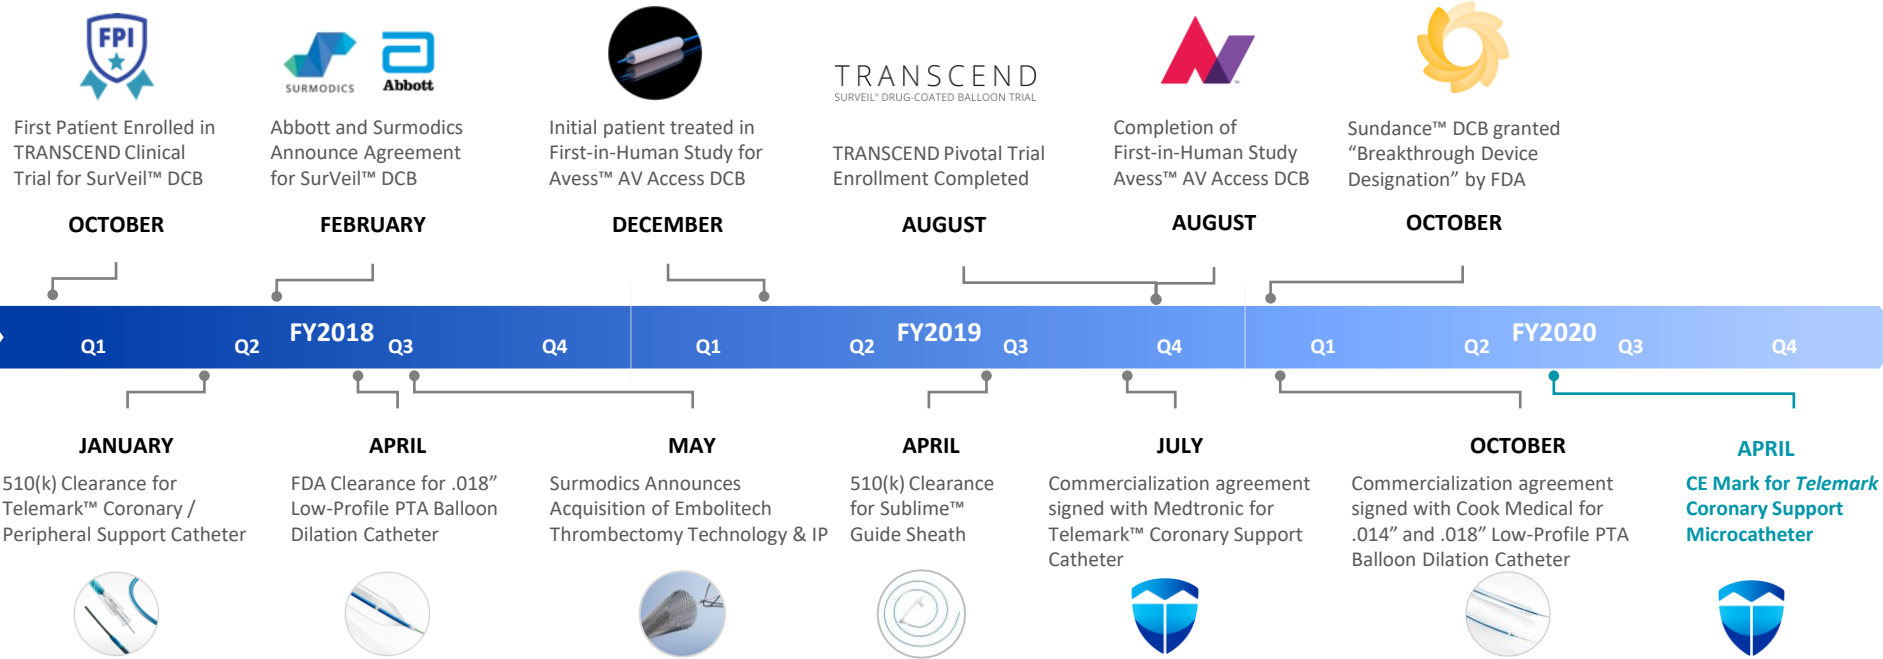 FPI
SURMODICS
Abbott
TRANSCEND
SURVEIL® DRUG-COATED BALLOON TRIAL
First Patient Enrolled in
TRANSCEND Clinical
Trial for SurVeil™ DCB
OCTOBER
Abbott and Surmodics
Announce Agreement
for SurVeil™ DCB
FEBRUARY
Initial patient treated in
First-in-Human Study for
Avess™ AV Access DCB
DECEMBER
TRANSCEND Pivotal Trial
Enrollment Completed
AUGUST
Completion of
First-in-Human Study
Avess™ AV Access DCB
AUGUST
Sundance™ DCB granted
“Breakthrough Device
Designation” by FDA
OCTOBER
Q1
Q2
FY2018
Q3
Q4
Q1
Q2
FY2019
Q3
Q4
Q1
Q2
FY2020
Q3
Q4
JANUARY
510(k) Clearance for
Telemark™ Coronary /
Peripheral Support Catheter
APRIL
FDA Clearance for .018”
Low-Profile PTA Balloon
Dilation Catheter
MAY
Surmodics Announces
Acquisition of Embolitech
Thrombectomy Technology & IP
APRIL
510(k) Clearance
for Sublime™
Guide Sheath
JULY
Commercialization agreement
signed with Medtronic for
Telemark™ Coronary Support
Catheter
OCTOBER
Commercialization agreement
signed with Cook Medical for
.014” and .018” Low-Profile PTA
Balloon Dilation Catheter
APRIL
CE Mark for Telemark
Coronary Support
Microcatheter